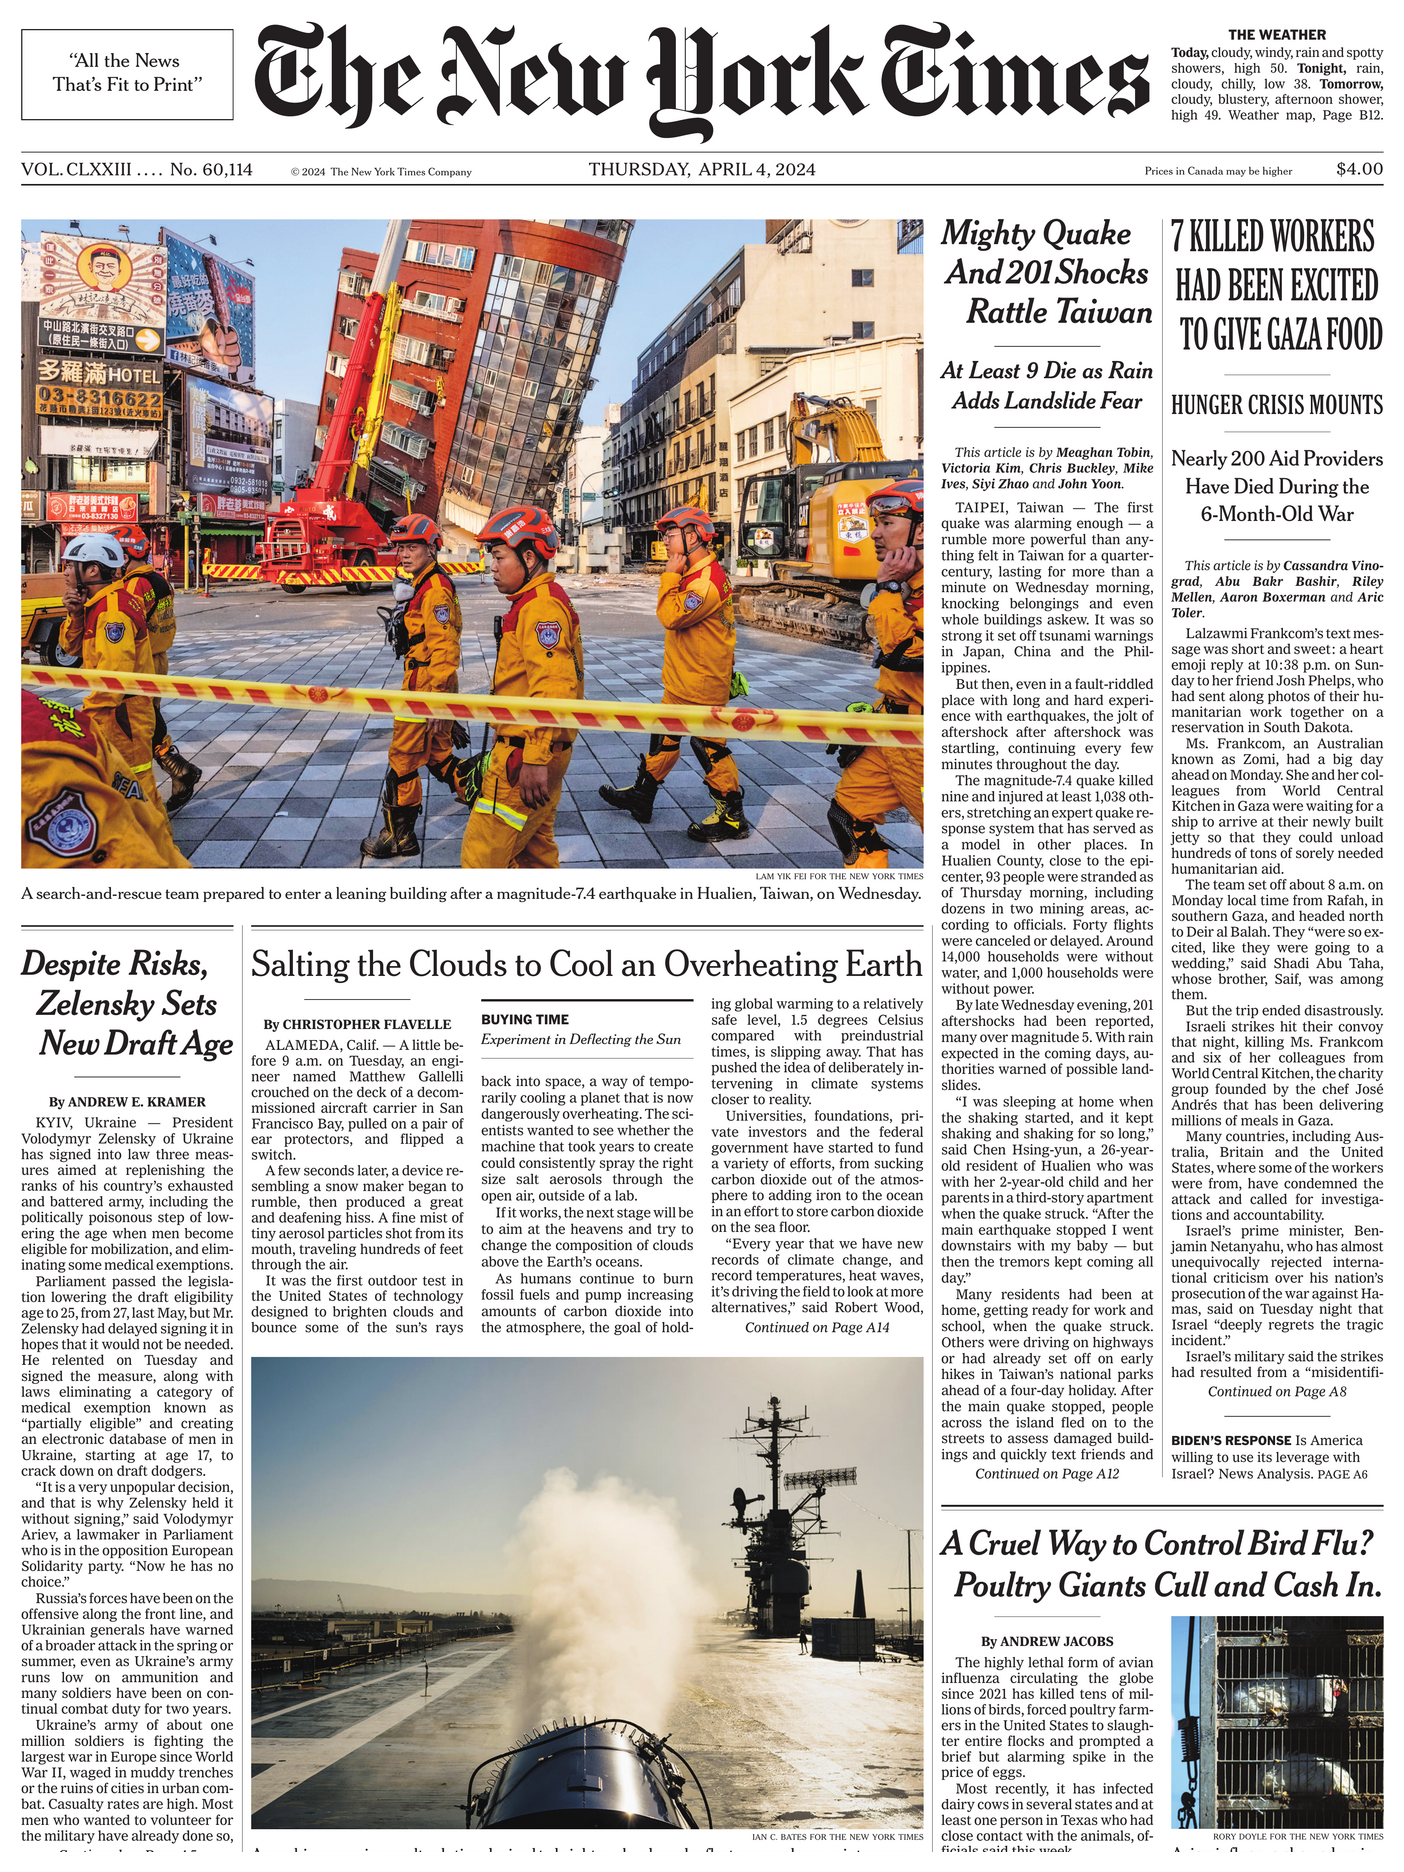 “All the News
That’s Fit to Print”
The New York Times
THE WEATHER
Today, cloudy, windy, rain and spotty
showers, high 50. Tonight, rain,
cloudy, chilly, low 38. Tomorrow,
cloudy, blustery, afternoon shower,
high 49. Weather map, Page B12.
VOL. CLXXIII .... No. 60,114
© 2024 The New York Times Company
THURSDAY, APRIL 4, 2024
Prices in Canada may be higher
$4.00
中山路北濱街交叉路口
(原住民一條街入口)
多羅滿HOTEL
03-8316622
0932-581018
03-8327130
LAM YIK FEI FOR THE NEW YORK TIMES
A search-and-rescue team prepared to enter a leaning building after a magnitude-7.4 earthquake in Hualien, Taiwan, on Wednesday.
Mighty Quake
And 201 Shocks
Rattle Taiwan
At Least 9 Die as Rain
Adds Landslide Fear
This article is by Meaghan Tobin,
Victoria Kim, Chris Buckley, Mike
Ives, Siyi Zhao and John Yoon.
TAIPEI, Taiwan — The first
quake was alarming enough — a
rumble more powerful than any-
thing felt in Taiwan for a quarter-
century, lasting for more than a
minute on Wednesday morning,
knocking belongings and even
whole buildings askew. It was so
strong it set off tsunami warnings
in Japan, China and the Phil-
ippines.
But then, even in a fault-riddled
place with long and hard experi-
ence with earthquakes, the jolt of
aftershock after aftershock was
startling, continuing every few
minutes throughout the day.
The magnitude-7.4 quake killed
nine and injured at least 1,038 oth-
ers, stretching an expert quake re-
sponse system that has served as
a model in other places. In
Hualien County, close to the epi-
center, 93 people were stranded as
of Thursday morning, including
dozens in two mining areas, ac-
cording to officials. Forty flights
were canceled or delayed. Around
14,000 households were without
water, and 1,000 households were
without power.
By late Wednesday evening, 201
aftershocks had been reported,
many over magnitude 5. With rain
expected in the coming days, au-
thorities warned of possible land-
slides.
“I was sleeping at home when
the shaking started, and it kept
shaking and shaking for so long,”
said Chen Hsing-yun, a 26-year-
old resident of Hualien who was
with her 2-year-old child and her
parents in a third-story apartment
when the quake struck. “After the
main earthquake stopped I went
downstairs with my baby — but
then the tremors kept coming all
day.”
Many residents had been at
home, getting ready for work and
school, when the quake struck.
Others were driving on highways
or had already set off on early
hikes in Taiwan’s national parks
ahead of a four-day holiday. After
the main quake stopped, people
across the island fled on to the
streets to assess damaged build-
ings and quickly text friends and
Continued on Page A12
7 KILLED WORKERS
HAD BEEN EXCITED
TO GIVE GAZA FOOD
HUNGER CRISIS MOUNTS
Nearly 200 Aid Providers
Have Died During the
6-Month-Old War
This article is by Cassandra Vino-
grad, Abu Bakr Bashir, Riley
Mellen, Aaron Boxerman and Aric
Toler.
Lalzawmi Frankcom’s text mes-
sage was short and sweet: a heart
emoji reply at 10:38 p.m. on Sun-
day to her friend Josh Phelps, who
had sent along photos of their hu-
manitarian work together on a
reservation in South Dakota.
Ms. Frankcom, an Australian
known as Zomi, had a big day
ahead on Monday. She and her col-
leagues from World Central
Kitchen in Gaza were waiting for a
ship to arrive at their newly built
jetty so that they could unload
hundreds of tons of sorely needed
humanitarian aid.
The team set off about 8 a.m. on
Monday local time from Rafah, in
southern Gaza, and headed north
to Deir al Balah. They “were so ex-
cited, like they were going to a
wedding,” said Shadi Abu Taha,
whose brother, Saif, was among
them.
But the trip ended disastrously.
Israeli strikes hit their convoy
that night, killing Ms. Frankcom
and six of her colleagues from
World Central Kitchen, the charity
group founded by the chef José
Andrés that has been delivering
millions of meals in Gaza.
Many countries, including Aus-
tralia, Britain and the United
States, where some of the workers
were from, have condemned the
attack and called for investiga-
tions and accountability.
Israel’s prime minister, Ben-
jamin Netanyahu, who has almost
unequivocally rejected interna-
tional criticism over his nation’s
prosecution of the war against Ha-
mas, said on Tuesday night that
Israel “deeply regrets the tragic
incident.”
Israel’s military said the strikes
had resulted from a “misidentifi-
Continued on Page A8
BIDEN’S RESPONSE Is America
willing to use its leverage with
Israel? News Analysis. PAGE A6
Despite Risks,
Zelensky Sets
New Draft Age
By ANDREW E. KRAMER
KYIV, Ukraine — President
Volodymyr Zelensky of Ukraine
has signed into law three meas-
ures aimed at replenishing the
ranks of his country’s exhausted
and battered army, including the
politically poisonous step of low-
ering the age when men become
eligible for mobilization, and elim-
inating some medical exemptions.
Parliament passed the legisla-
tion lowering the draft eligibility
age to 25, from 27, last May, but Mr.
Zelensky had delayed signing it in
hopes that it would not be needed.
He relented on Tuesday and
signed the measure, along with
laws eliminating a category of
medical exemption known as
“partially eligible” and creating
an electronic database of men in
Ukraine, starting at age 17, to
crack down on draft dodgers.
“It is a very unpopular decision,
and that is why Zelensky held it
without signing,” said Volodymyr
Ariev, a lawmaker in Parliament
who is in the opposition European
Solidarity party. “Now he has no
choice.”
Russia’s forces have been on the
offensive along the front line, and
Ukrainian generals have warned
of a broader attack in the spring or
summer, even as Ukraine’s army
runs low on ammunition and
many soldiers have been on con-
tinual combat duty for two years.
Ukraine’s army of about one
million soldiers is fighting the
largest war in Europe since World
War II, waged in muddy trenches
or the ruins of cities in urban com-
bat. Casualty rates are high. Most
men who wanted to volunteer for
the military have already done so,
Salting the Clouds to Cool an Overheating Earth
By CHRISTOPHER FLAVELLE
ALAMEDA, Calif. — A little be-
fore 9 a.m. on Tuesday, an engi-
neer named Matthew Gallelli
crouched on the deck of a decom-
missioned aircraft carrier in San
Francisco Bay, pulled on a pair of
ear protectors, and flipped a
switch.
A few seconds later, a device re-
sembling a snow maker began to
rumble, then produced a great
and deafening hiss. A fine mist of
tiny aerosol particles shot from its
mouth, traveling hundreds of feet
through the air.
It was the first outdoor test in
the United States of technology
designed to brighten clouds and
bounce some of the sun’s rays
BUYING TIME
Experiment in Deflecting the Sun
back into space, a way of tempo-
rarily cooling a planet that is now
dangerously overheating. The sci-
entists wanted to see whether the
machine that took years to create
could consistently spray the right
size salt aerosols through the
open air, outside of a lab.
If it works, the next stage will be
to aim at the heavens and try to
change the composition of clouds
above the Earth’s oceans.
As humans continue to burn
fossil fuels and pump increasing
amounts of carbon dioxide into
the atmosphere, the goal of hold-
ing global warming to a relatively
safe level, 1.5 degrees Celsius
compared with preindustrial
times, is slipping away. That has
pushed the idea of deliberately in-
tervening in climate systems
closer to reality.
Universities, foundations, pri-
vate investors and the federal
government have started to fund
a variety of efforts, from sucking
carbon dioxide out of the atmos-
phere to adding iron to the ocean
in an effort to store carbon dioxide
on the sea floor.
“Every year that we have new
records of climate change, and
record temperatures, heat waves,
it’s driving the field to look at more
alternatives,” said Robert Wood,
Continued on Page A14
IAN C. BATES FOR THE NEW YORK TIMES
A Cruel Way to Control Bird Flu?
Poultry Giants Cull and Cash In.
By ANDREW JACOBS
The highly lethal form of avian
influenza circulating the globe
since 2021 has killed tens of mil-
lions of birds, forced poultry farm-
ers in the United States to slaugh-
ter entire flocks and prompted a
brief but alarming spike in the
price of eggs.
Most recently, it has infected
dairy cows in several states and at
least one person in Texas who had
close contact with the animals, of-
ficials said this week.
RORY DOYLE FOR THE NEW YORK TIMES